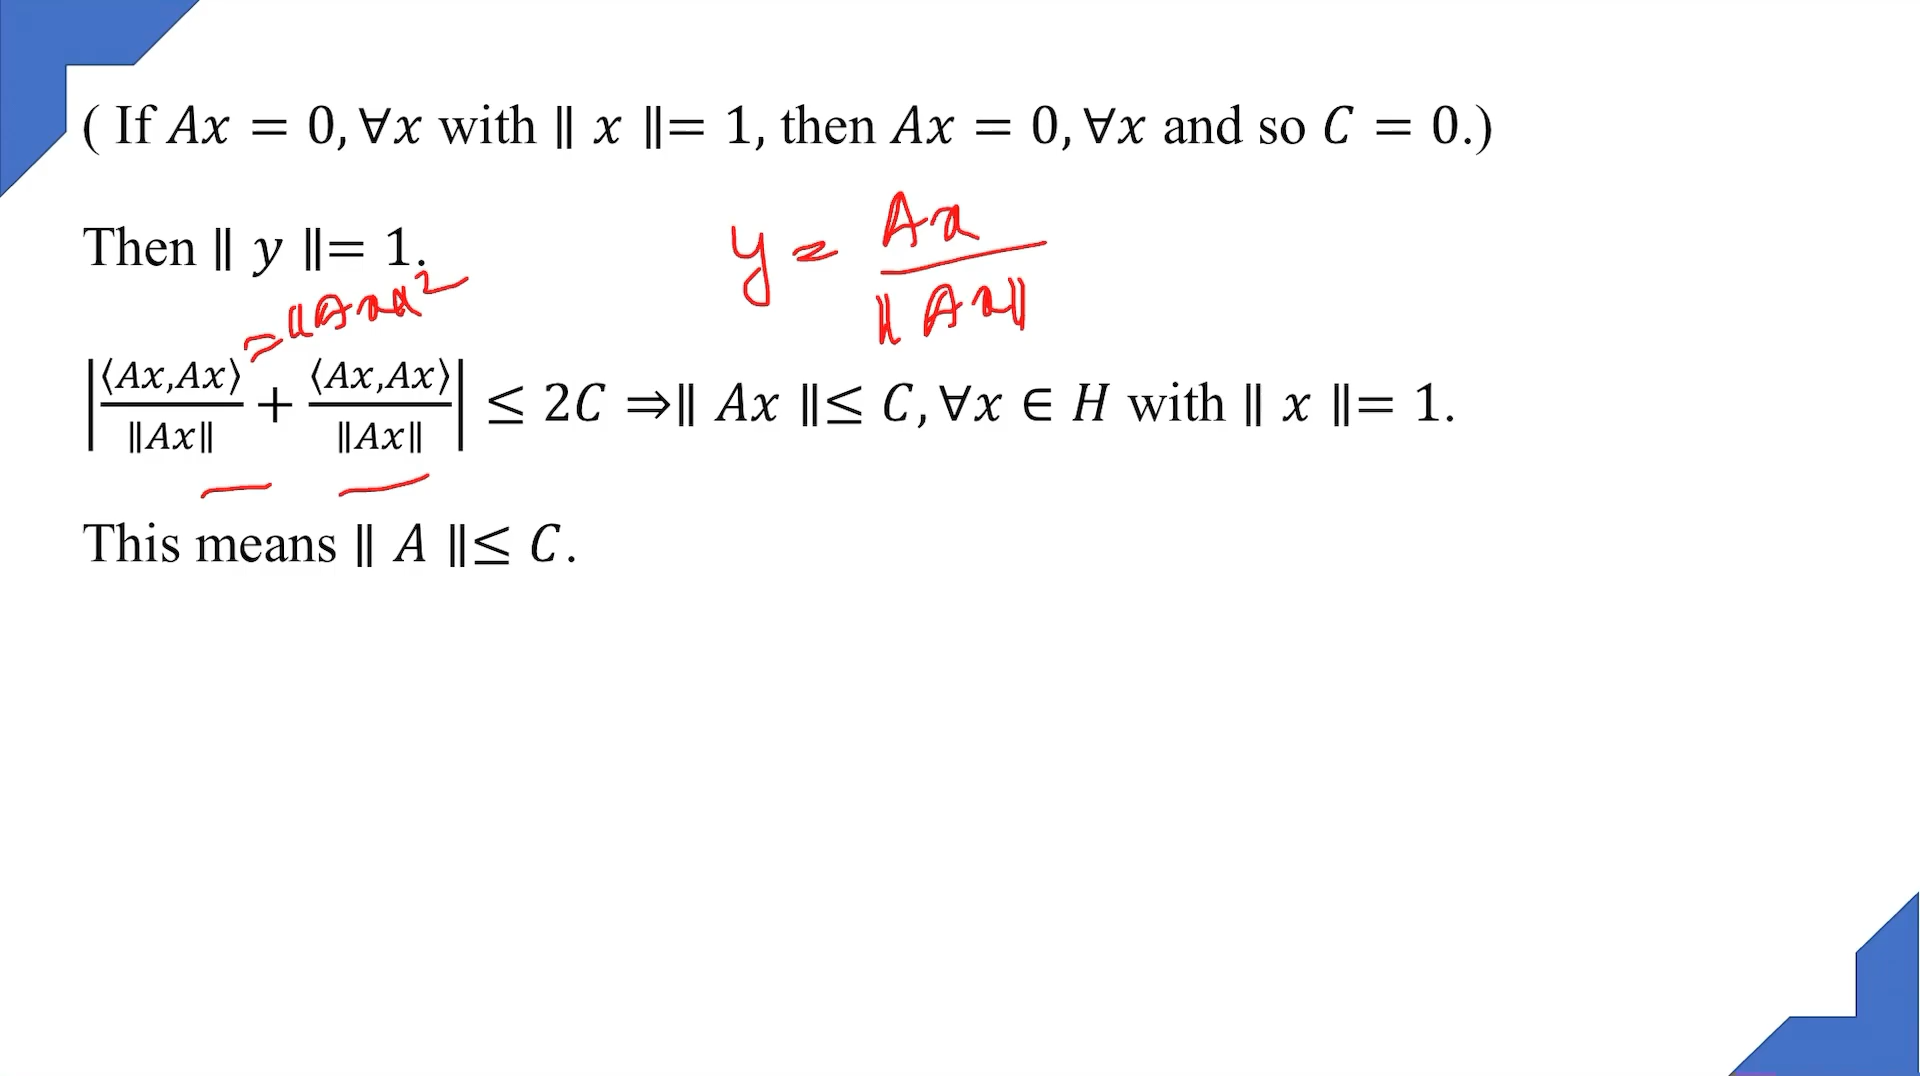 ( If 𝐴𝑥 = 0, ∀𝑥 with ∥ 𝑥 ∥= 1, then 𝐴𝑥 = 0, ∀𝑥 and so 𝐶 = 0.)
Then ∥ 𝑦 ∥= 1.
y = Ax / ‖Ax‖
= ‖Ax‖²
|⟨𝐴𝑥,𝐴𝑥⟩/‖𝐴𝑥‖ + ⟨𝐴𝑥,𝐴𝑥⟩/‖𝐴𝑥‖| ≤ 2𝐶 ⇒∥ 𝐴𝑥 ∥≤ 𝐶, ∀𝑥 ∈ 𝐻 with ∥ 𝑥 ∥= 1.
This means ∥ 𝐴 ∥≤ 𝐶.